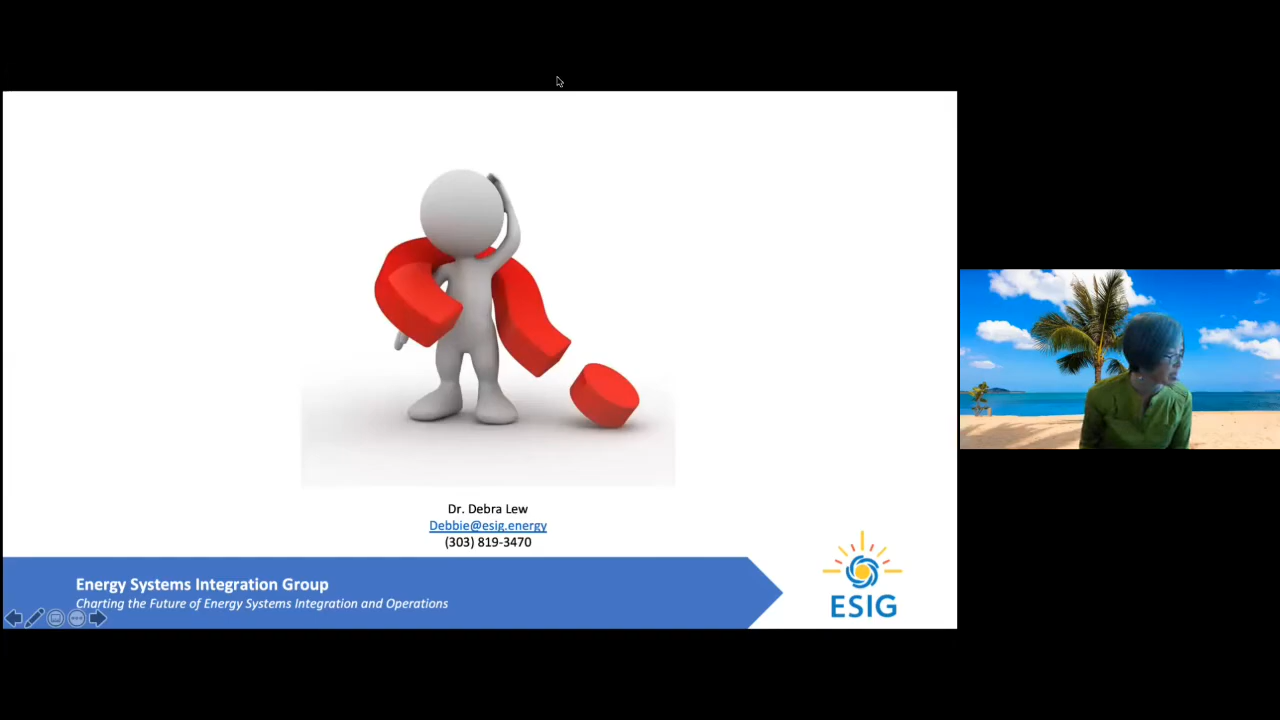 Dr. Debra Lew
Debbie@esig.energy
(303) 819-3470
Energy Systems Integration Group
Charting the Future of Energy Systems Integration and Operations
ESIG